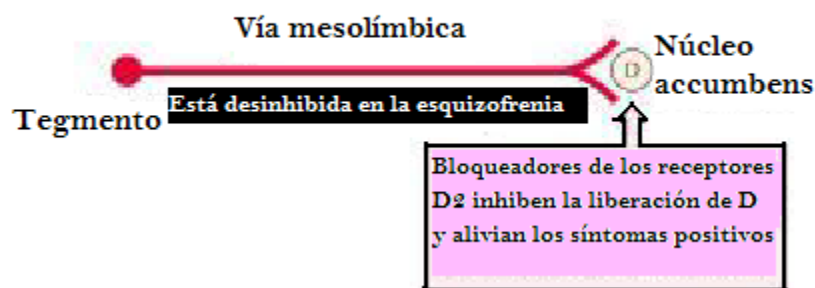 Vía mesolímbica
Núcleo
accumbens
D
Tegmento
Está desinhibida en la esquizofrenia
Bloqueadores de los receptores
D2 inhiben la liberación de D
y alivian los síntomas positivos